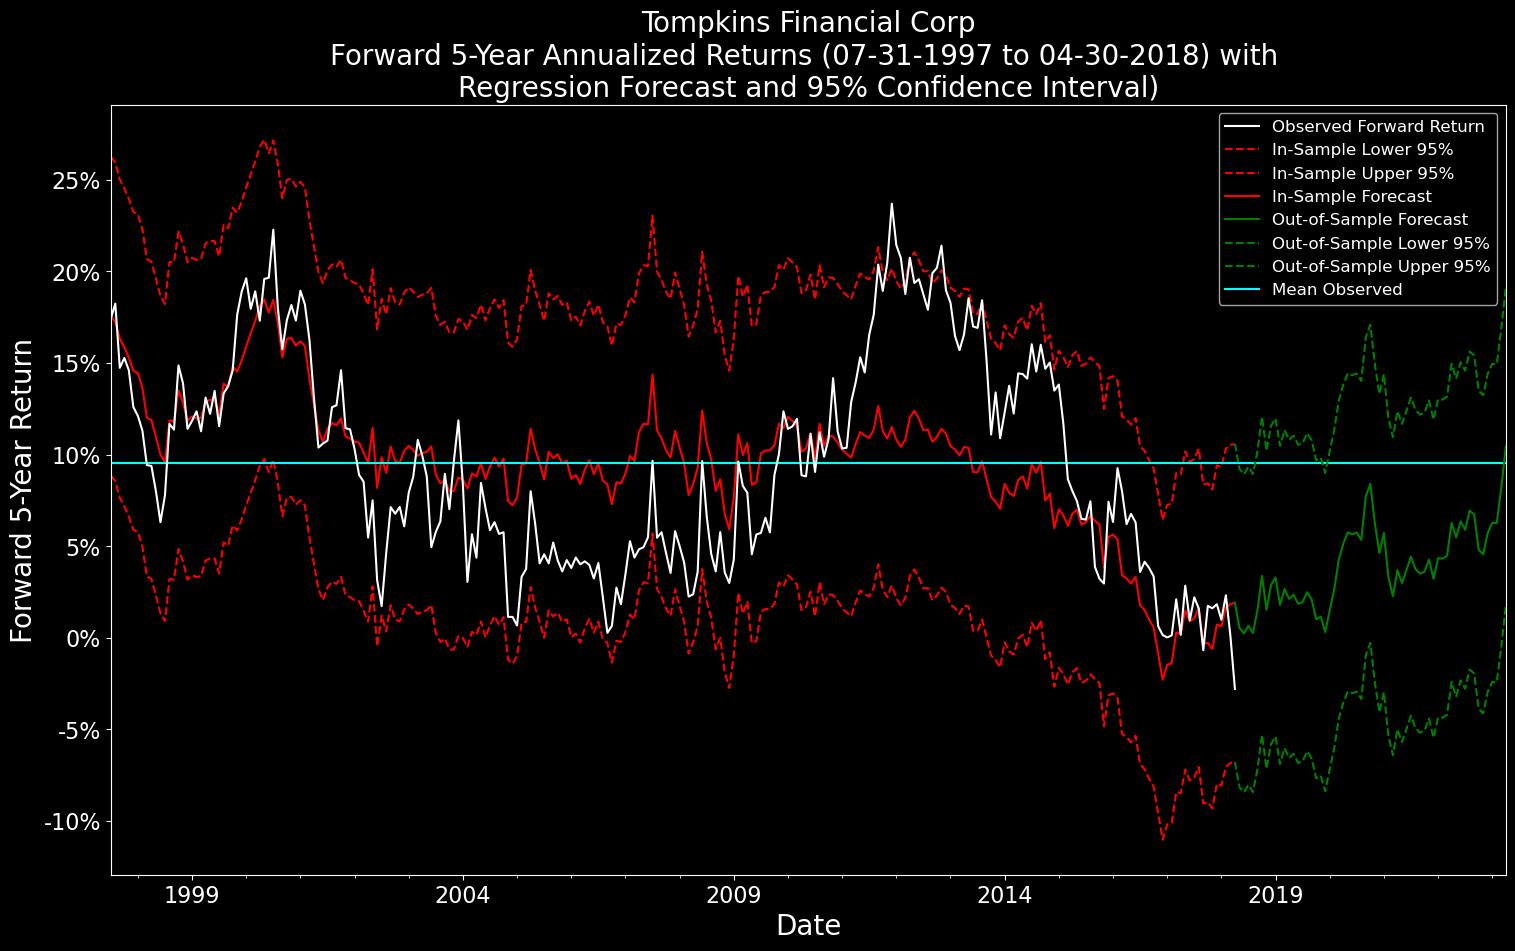 Tompkins Financial Corp
Forward 5-Year Annualized Returns (07-31-1997 to 04-30-2018) with
Regression Forecast and 95% Confidence Interval)
Observed Forward Return
In-Sample Lower 95%
In-Sample Upper 95%
In-Sample Forecast
Out-of-Sample Forecast
Out-of-Sample Lower 95%
Out-of-Sample Upper 95%
Mean Observed
Forward 5-Year Return
25%
20%
15%
10%
5%
0%
-5%
-10%
1999
2004
2009
2014
2019
Date